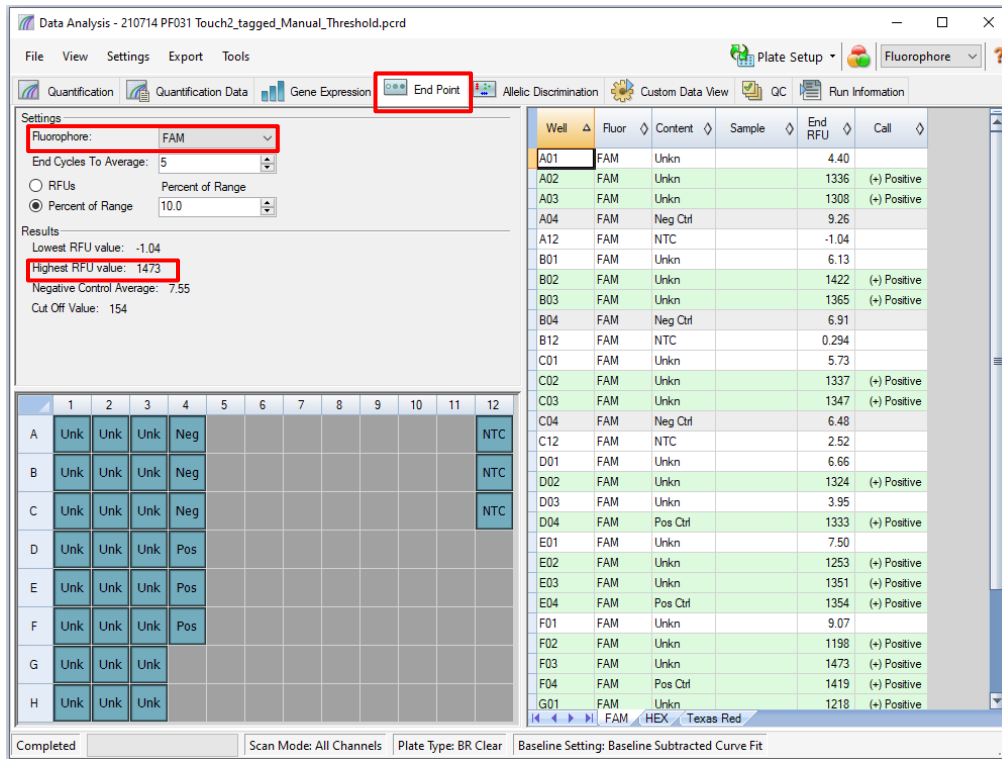 Data Analysis - 210714 PF031 Touch2_tagged_Manual_Threshold.pcrd
File View Settings Export Tools Plate Setup Fluorophore ?
Quantification Quantification Data Gene Expression End Point Allelic Discrimination Custom Data View QC Run Information
Settings
Fluorophore: FAM
End Cycles To Average: 5
RFUs Percent of Range
Percent of Range 10.0
Results
Lowest RFU value: -1.04
Highest RFU value: 1473
Negative Control Average: 7.55
Cut Off Value: 154
1 2 3 4 5 6 7 8 9 10 11 12
A Unk Unk Unk Neg NTC
B Unk Unk Unk Neg NTC
C Unk Unk Unk Neg NTC
D Unk Unk Unk Pos
E Unk Unk Unk Pos
F Unk Unk Unk Pos
G Unk Unk Unk
H Unk Unk Unk
Well Fluor Content Sample End RFU Call
A01 FAM Unkn 4.40
A02 FAM Unkn 1336 (+) Positive
A03 FAM Unkn 1308 (+) Positive
A04 FAM Neg Ctrl 9.26
A12 FAM NTC -1.04
B01 FAM Unkn 6.13
B02 FAM Unkn 1422 (+) Positive
B03 FAM Unkn 1365 (+) Positive
B04 FAM Neg Ctrl 6.91
B12 FAM NTC 0.294
C01 FAM Unkn 5.73
C02 FAM Unkn 1337 (+) Positive
C03 FAM Unkn 1347 (+) Positive
C04 FAM Neg Ctrl 6.48
C12 FAM NTC 2.52
D01 FAM Unkn 6.66
D02 FAM Unkn 1324 (+) Positive
D03 FAM Unkn 3.95
D04 FAM Pos Ctrl 1333 (+) Positive
E01 FAM Unkn 7.50
E02 FAM Unkn 1253 (+) Positive
E03 FAM Unkn 1351 (+) Positive
E04 FAM Pos Ctrl 1354 (+) Positive
F01 FAM Unkn 9.07
F02 FAM Unkn 1198 (+) Positive
F03 FAM Unkn 1473 (+) Positive
F04 FAM Pos Ctrl 1419 (+) Positive
G01 FAM Unkn 1218 (+) Positive
FAM HEX Texas Red
Completed Scan Mode: All Channels Plate Type: BR Clear Baseline Setting: Baseline Subtracted Curve Fit